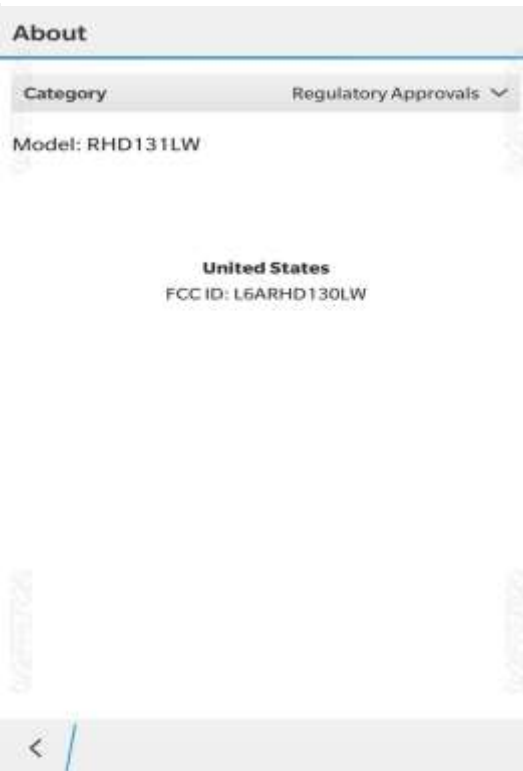 About
Category Regulatory Approvals
Model: RHD131LW
United States
FCC ID: L6ARHD130LW